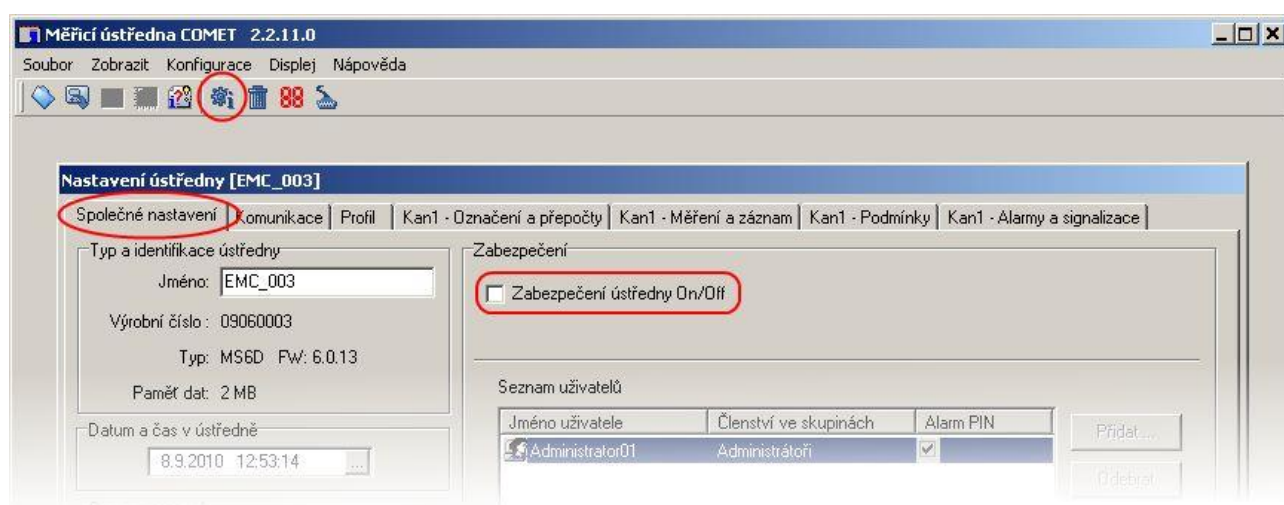 Měřicí ústředna COMET 2.2.11.0
Soubor Zobrazit Konfigurace Displej Nápověda
88
Nastavení ústředny [EMC_003]
Společné nastavení Komunikace Profil Kan1 - Označení a přepočty Kan1 - Měření a záznam Kan1 - Podmínky Kan1 - Alarmy a signalizace
Typ a identifikace ústředny
Jméno: EMC_003
Výrobní číslo : 09060003
Typ: MS6D FW: 6.0.13
Paměť dat: 2 MB
Datum a čas v ústředně
8.9.2010 12:53:14 ...
Zabezpečení
Zabezpečení ústředny On/Off
Seznam uživatelů
Jméno uživatele Členství ve skupinách Alarm PIN
Administrator01 Administrátoři
Přidat ...
Odebrat